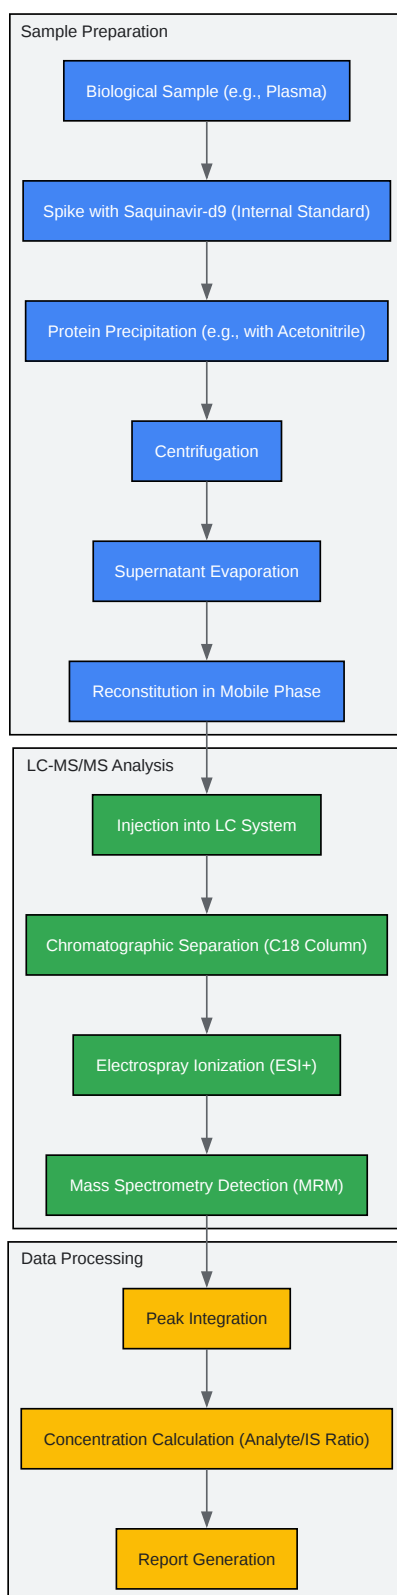 Sample Preparation
Biological Sample (e.g., Plasma)
Spike with Saquinavir-d9 (Internal Standard)
Protein Precipitation (e.g., with Acetonitrile)
Centrifugation
Supernatant Evaporation
Reconstitution in Mobile Phase
LC-MS/MS Analysis
Injection into LC System
Chromatographic Separation (C18 Column)
Electrospray Ionization (ESI+)
Mass Spectrometry Detection (MRM)
Data Processing
Peak Integration
Concentration Calculation (Analyte/IS Ratio)
Report Generation